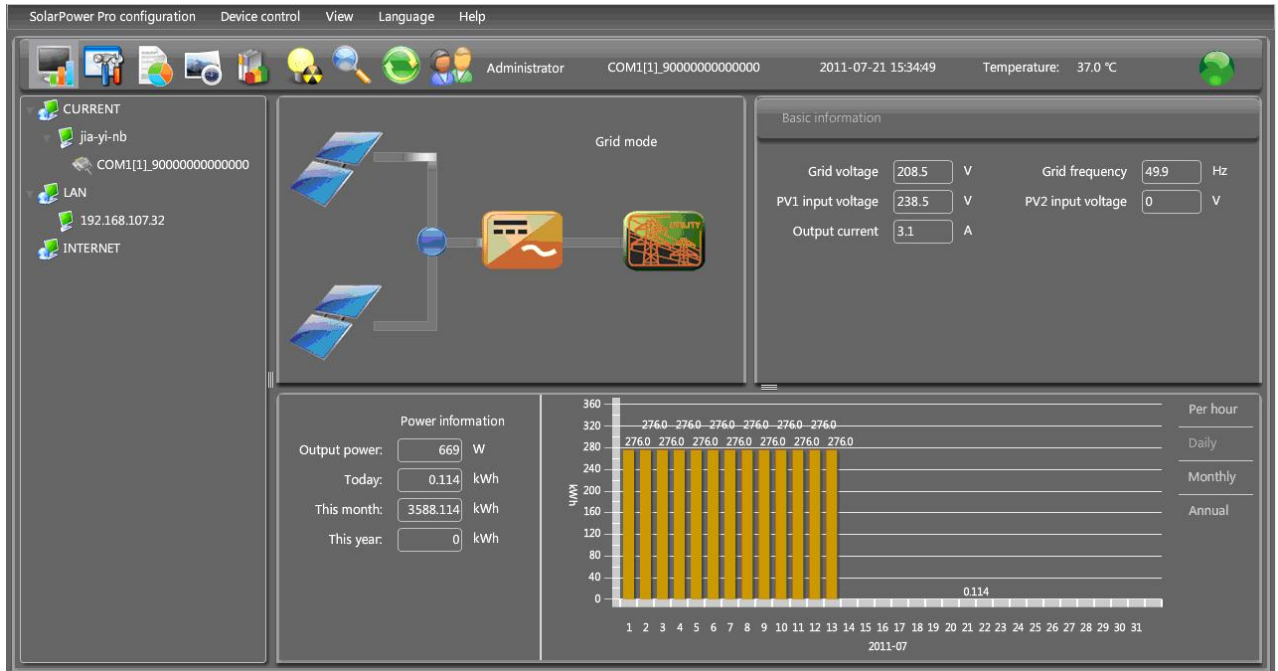 SolarPower Pro configuration Device control View Language Help
Administrator COM1[1]_90000000000000 2011-07-21 15:34:49 Temperature: 37.0 ℃
CURRENT
jia-yi-nb
COM1[1]_90000000000000
LAN
192.168.107.32
INTERNET
Grid mode
UTILITY
Basic information
Grid voltage 208.5 V Grid frequency 49.9 Hz
PV1 input voltage 238.5 V PV2 input voltage 0 V
Output current 3.1 A
Power information
Output power: 669 W
Today: 0.114 kWh
This month: 3588.114 kWh
This year: 0 kWh
360
320
280
240
200
160
120
80
40
0
kWh
276.0 276.0 276.0 276.0 276.0 276.0
276.0 276.0 276.0 276.0 276.0 276.0 276.0
0.114
1 2 3 4 5 6 7 8 9 10 11 12 13 14 15 16 17 18 19 20 21 22 23 24 25 26 27 28 29 30 31
2011-07
Per hour
Daily
Monthly
Annual